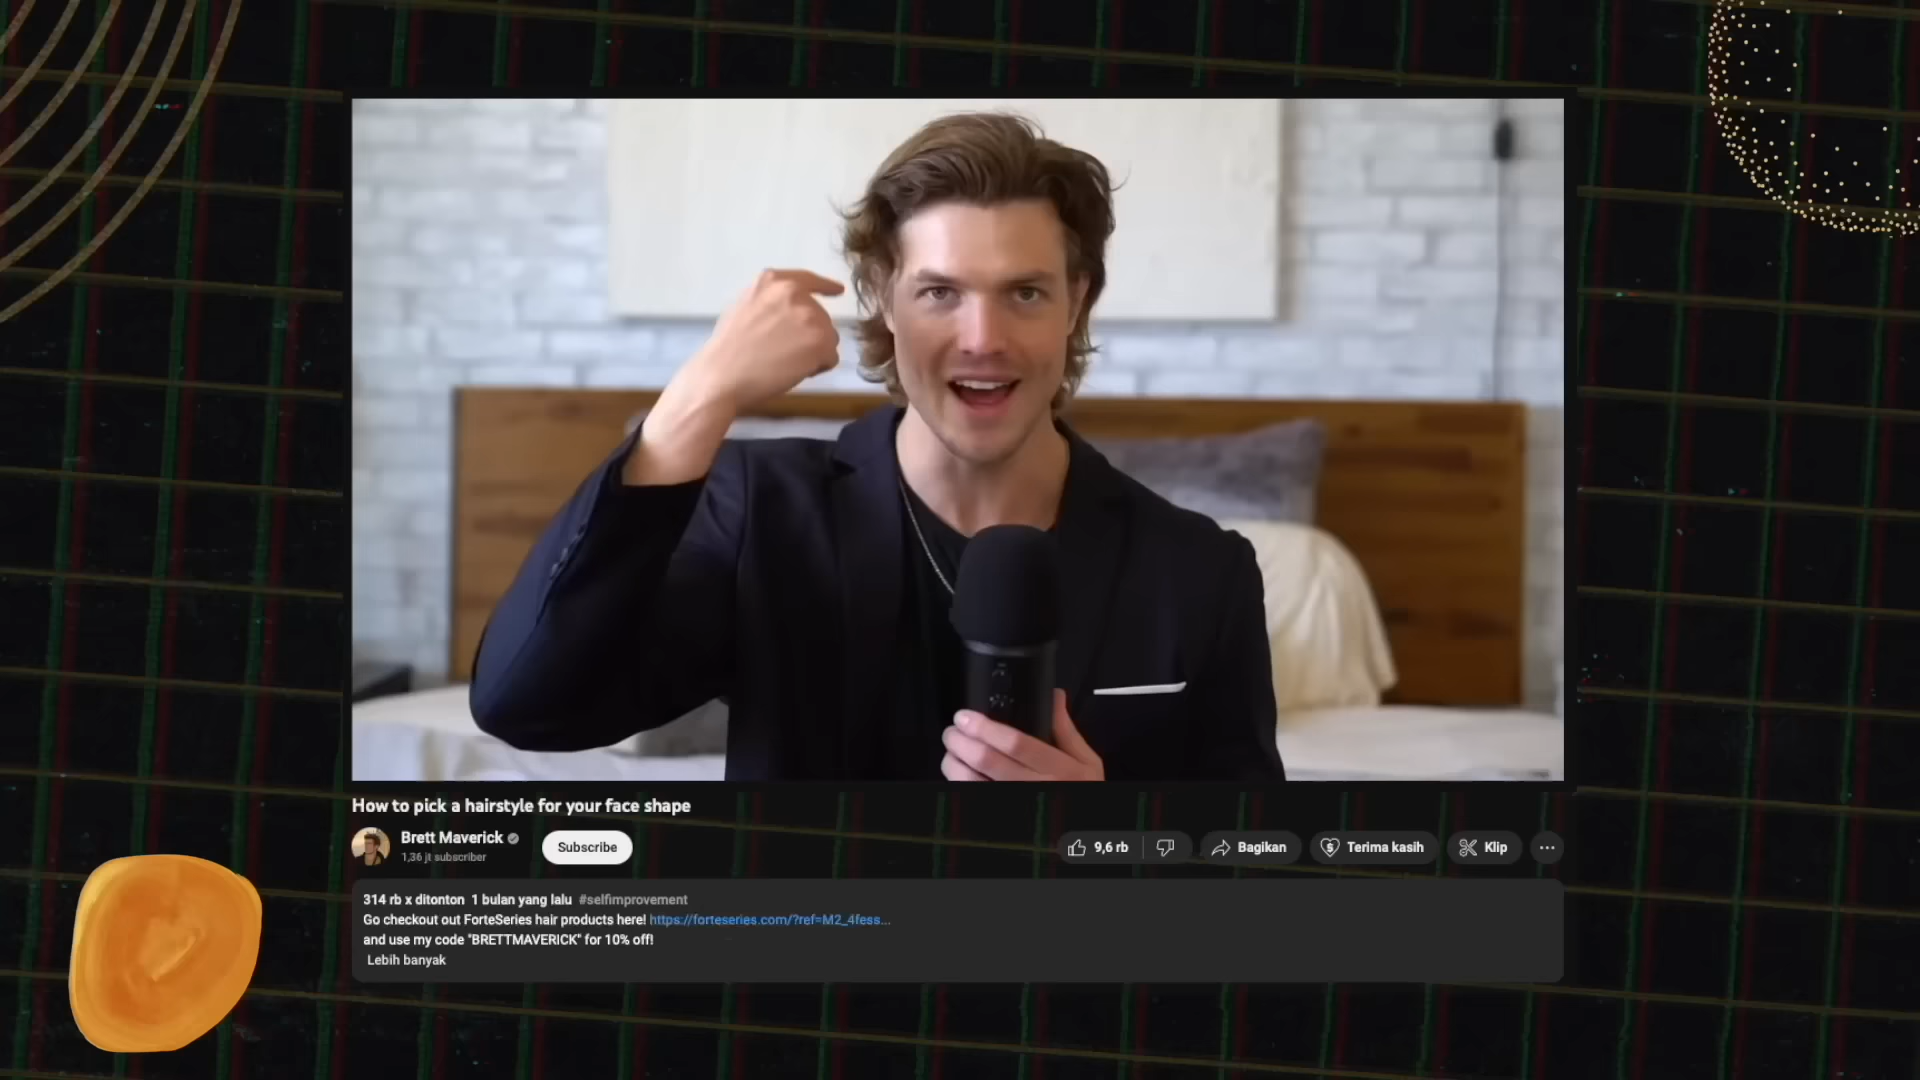 How to pick a hairstyle for your face shape
Brett Maverick
1,36 jt subscriber
Subscribe
9,6 rb
Bagikan
Terima kasih
Klip
314 rb x ditonton 1 bulan yang lalu #selfimprovement
Go checkout out ForteSeries hair products here! https://forteseries.com/?ref=M2_4fess...
and use my code "BRETTMAVERICK" for 10% off!
Lebih banyak